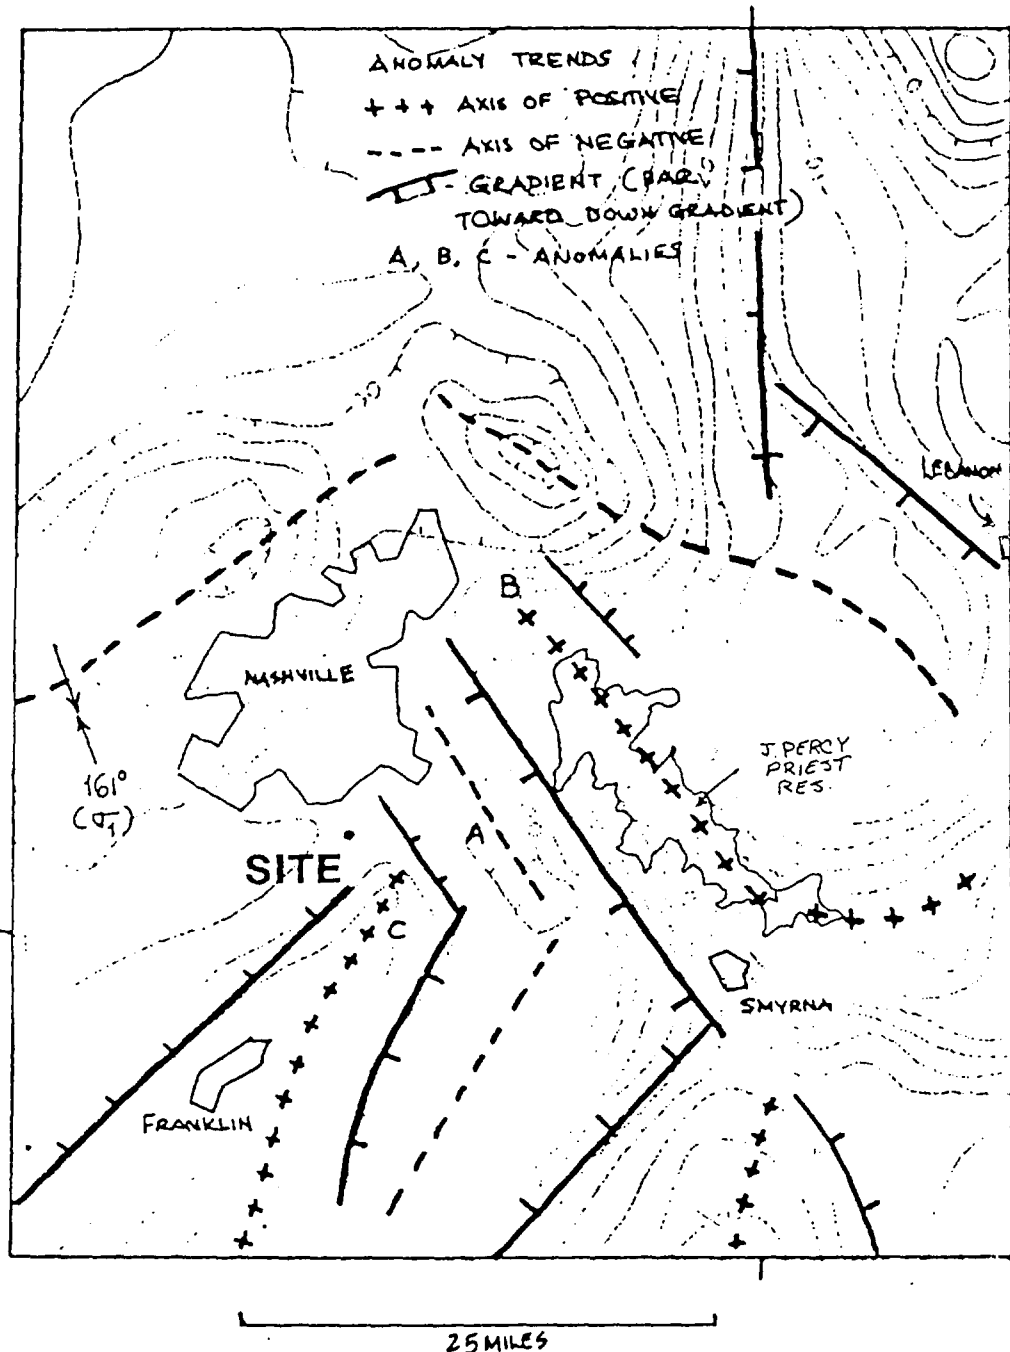 ANOMALY TRENDS
+ + + AXIS OF POSITIVE
---- AXIS OF NEGATIVE
- GRADIENT (BAR
TOWARD DOWN GRADIENT)
A, B, C - ANOMALIES
LEBANON
B
NASHVILLE
J. PERCY
PRIEST
RES.
161°
(σ1)
A
SITE
C
SMYRNA
FRANKLIN
25 MILES